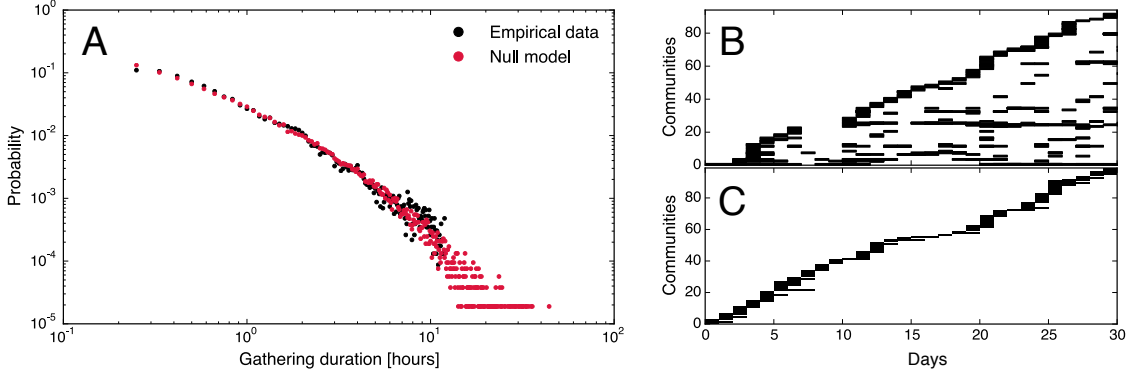 A
Empirical data
Null model
Probability
10^0
10^-1
10^-2
10^-3
10^-4
10^-5
10^-1
10^0
10^1
10^2
Gathering duration [hours]
B
Communities
80
60
40
20
0
C
Communities
80
60
40
20
0
0
5
10
15
20
25
30
Days